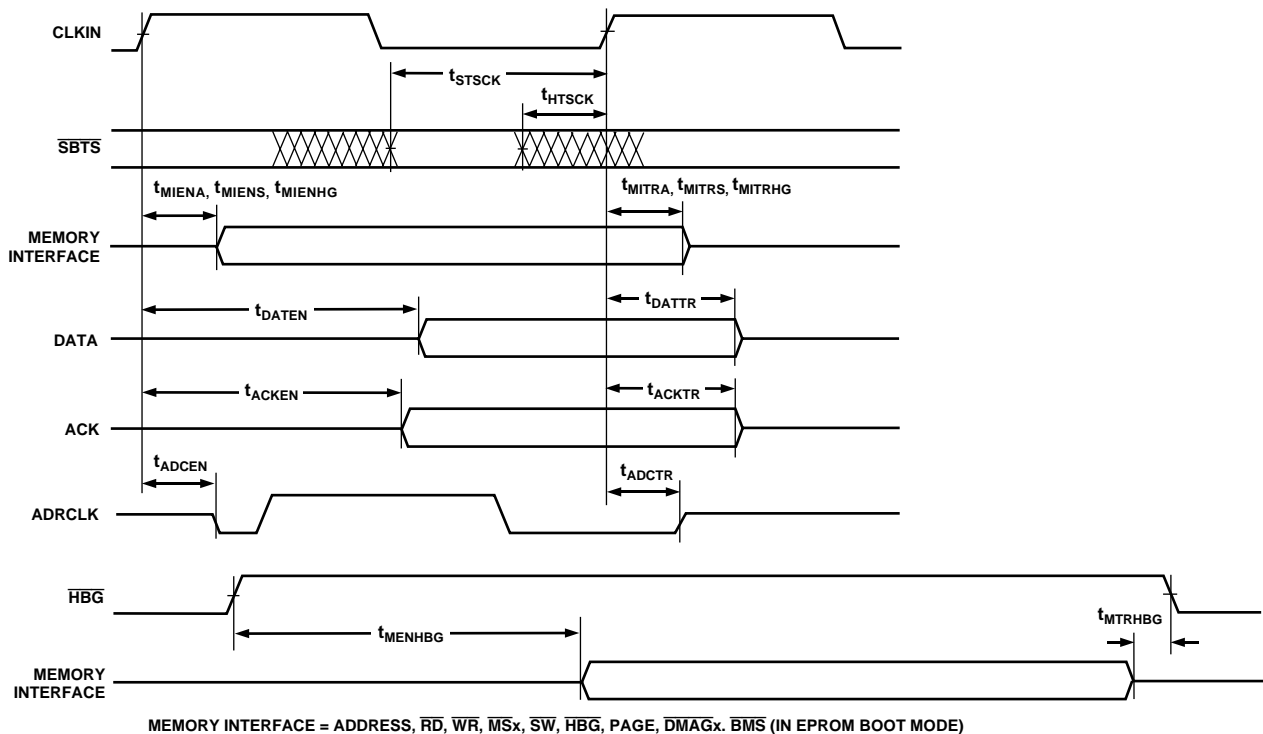 CLKIN
tSTSCK
tHTSCK
SBTS
tMIENA, tMIENS, tMIENHG
tMITRA, tMITRS, tMITRHG
MEMORY
INTERFACE
tDATEN
tDATTR
DATA
tACKEN
tACKTR
ACK
tADCEN
tADCTR
ADRCLK
HBG
tMENHBG
tMTRHBG
MEMORY
INTERFACE
MEMORY INTERFACE = ADDRESS, RD, WR, MSx, SW, HBG, PAGE, DMAGx. BMS (IN EPROM BOOT MODE)